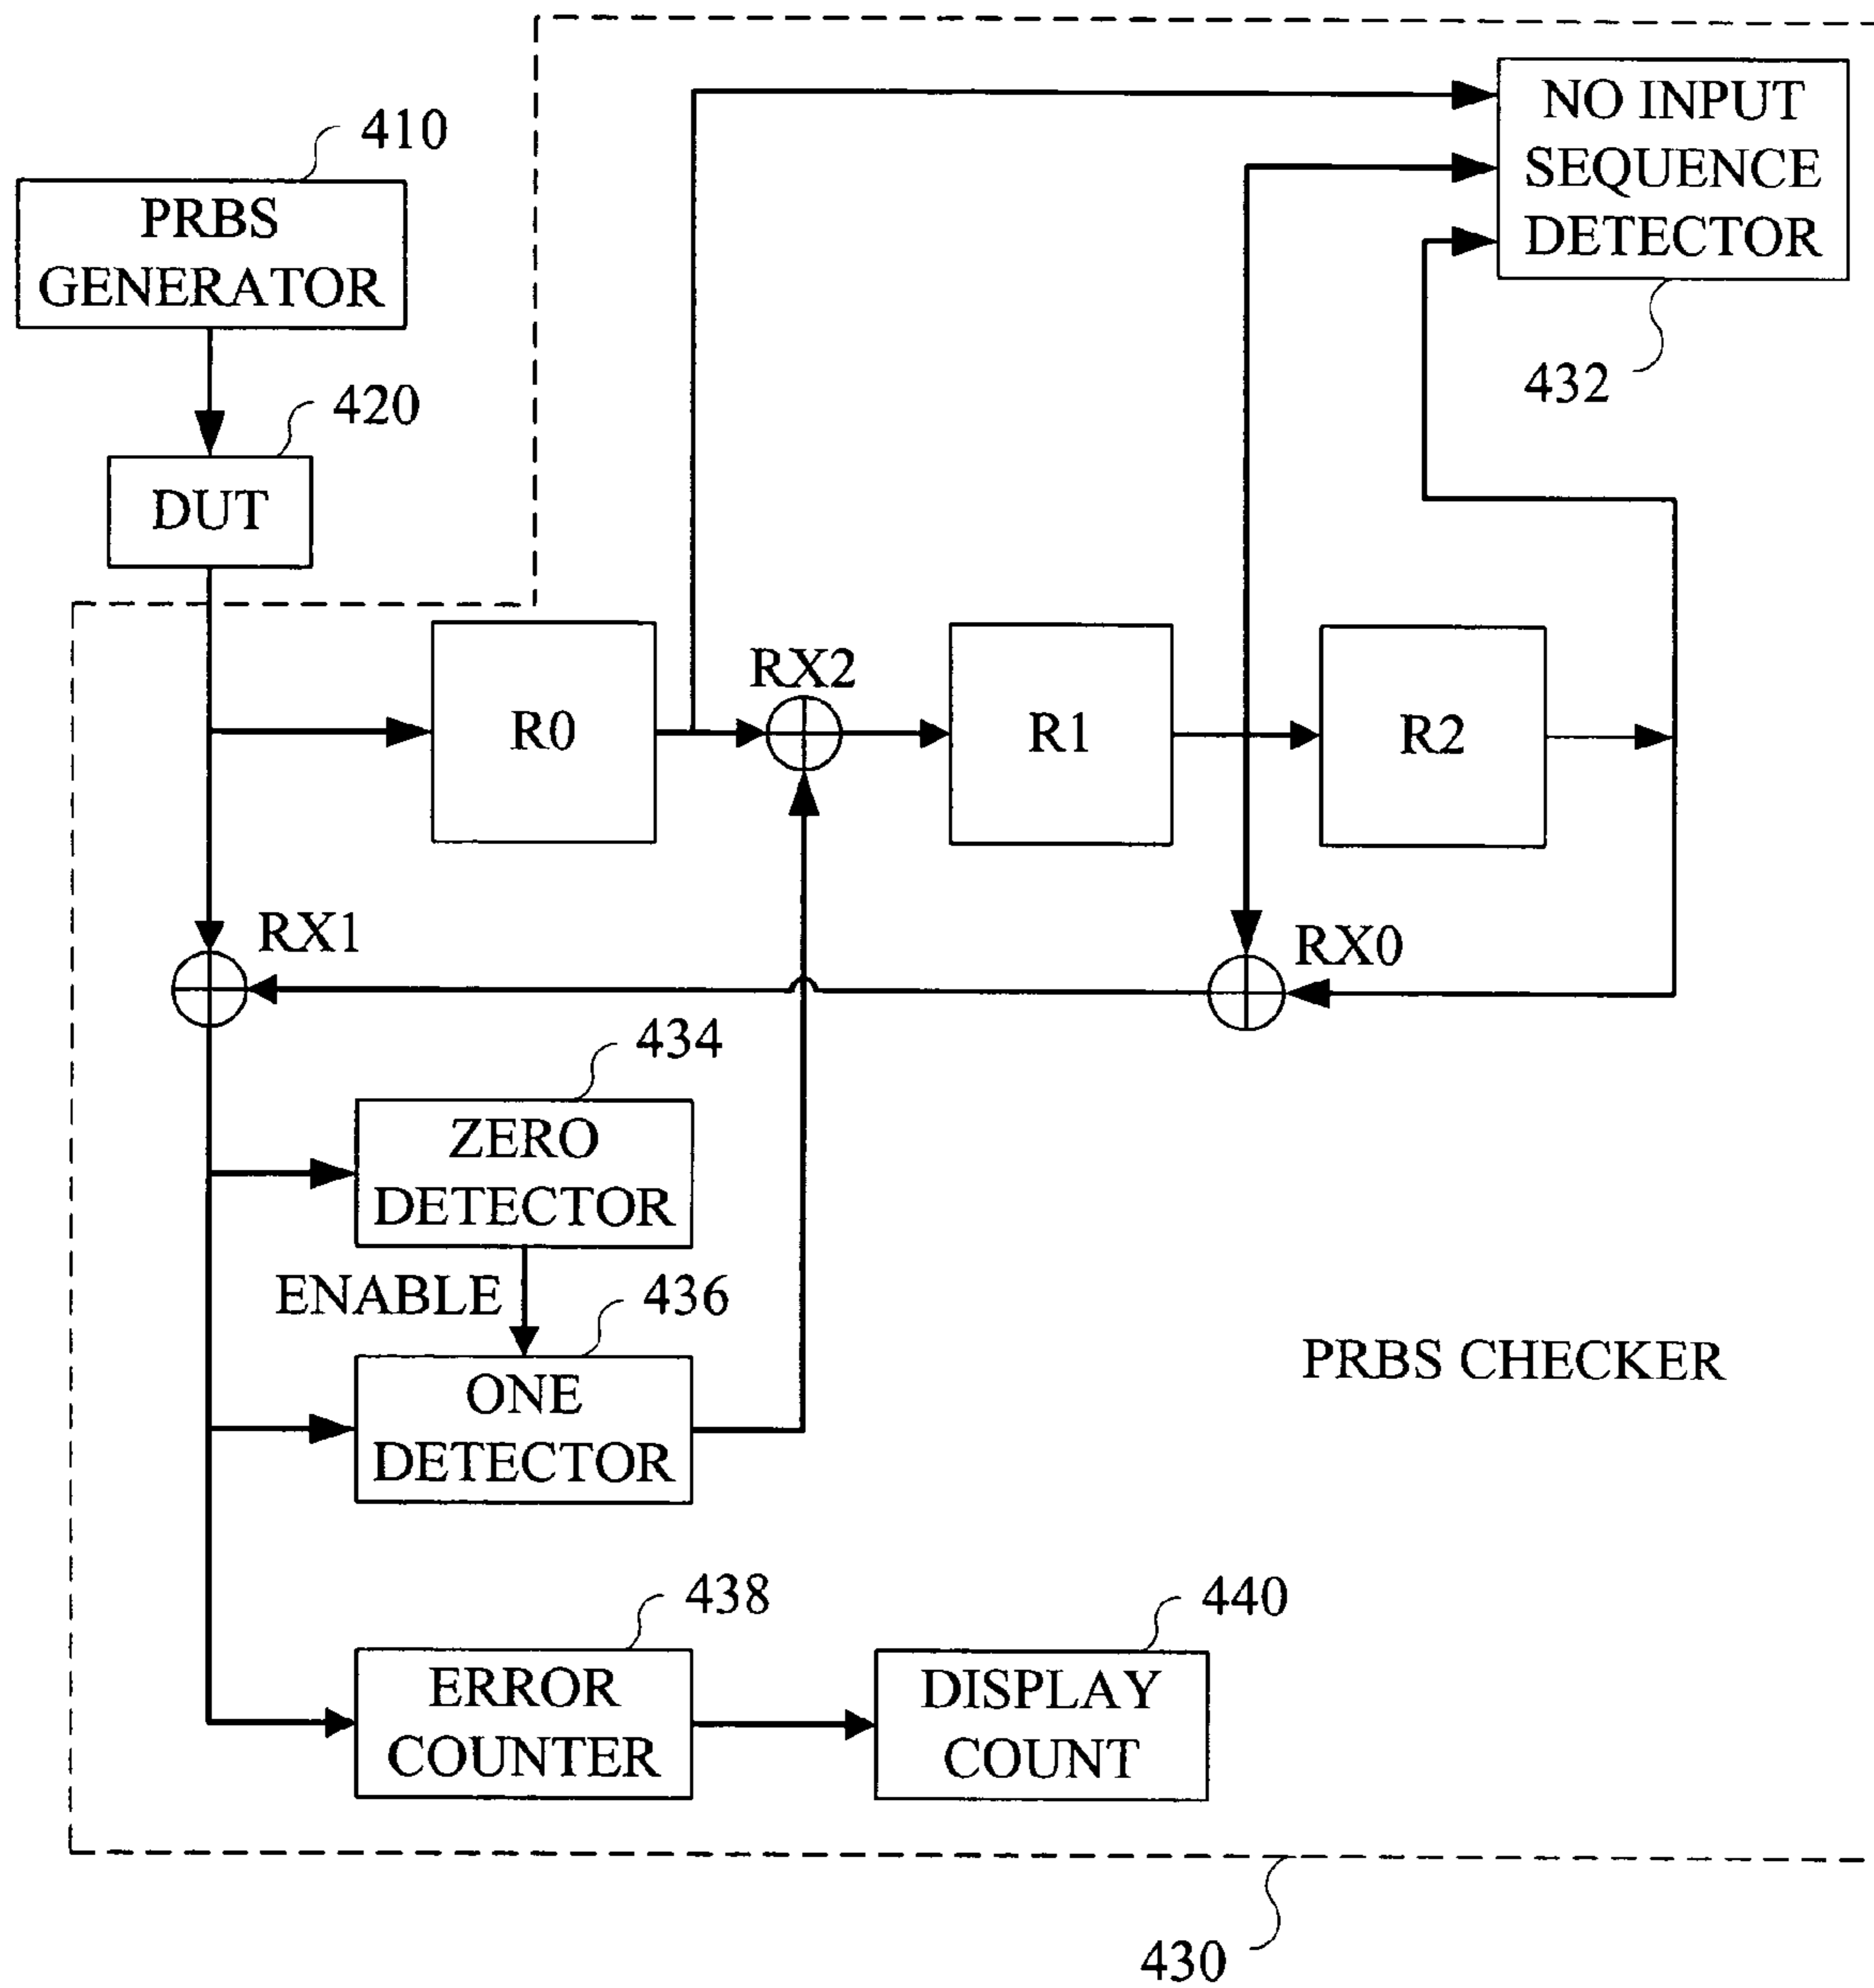 NO INPUT
SEQUENCE
DETECTOR
432
410
PRBS
GENERATOR
420
DUT
R0
RX2
R1
R2
RX1
RX0
434
ZERO
DETECTOR
ENABLE
436
ONE
DETECTOR
PRBS CHECKER
438
ERROR
COUNTER
440
DISPLAY
COUNT
430